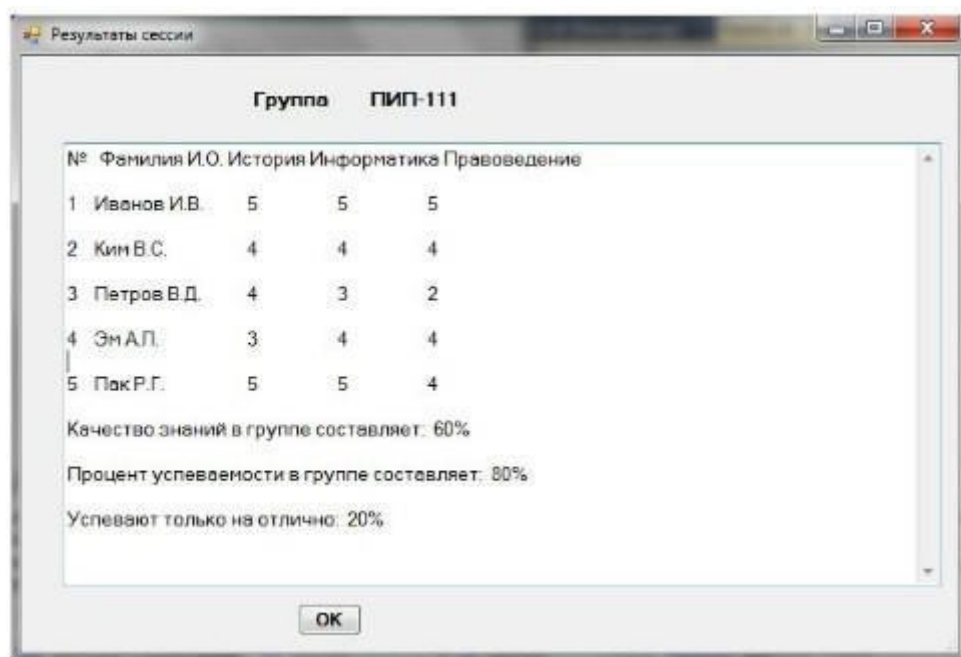 Результаты сессии
Группа ПИП-111
№ Фамилия И.О. История Информатика Правоведение
1 Иванов И.В. 5 5 5
2 Ким В.С. 4 4 4
3 Петров В.Д. 4 3 2
4 Эм А.П. 3 4 4
5 Пак Р.Г. 5 5 4
Качество знаний в группе составляет: 60%
Процент успеваемости в группе составляет: 80%
Успевают только на отлично: 20%
OK